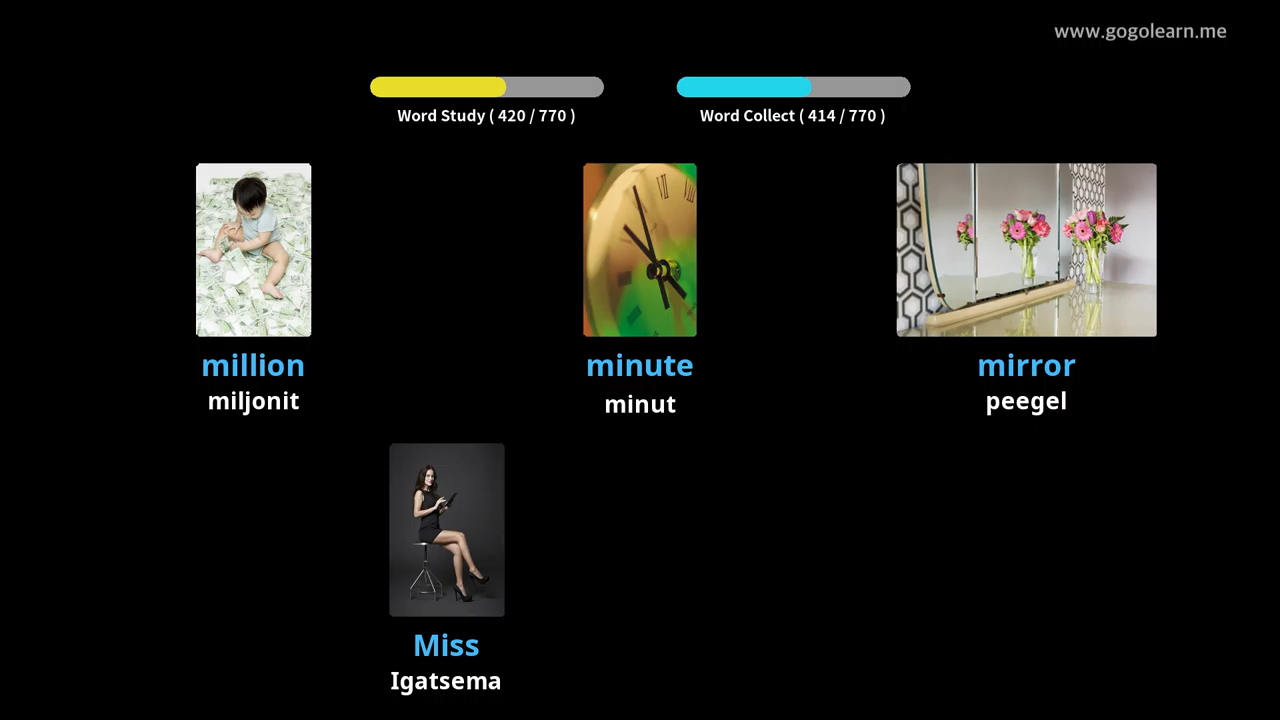 www.gogolearn.me
Word Study ( 420 / 770 )
Word Collect ( 414 / 770 )
million
miljonit
minute
minut
mirror
peegel
Miss
Igatsema